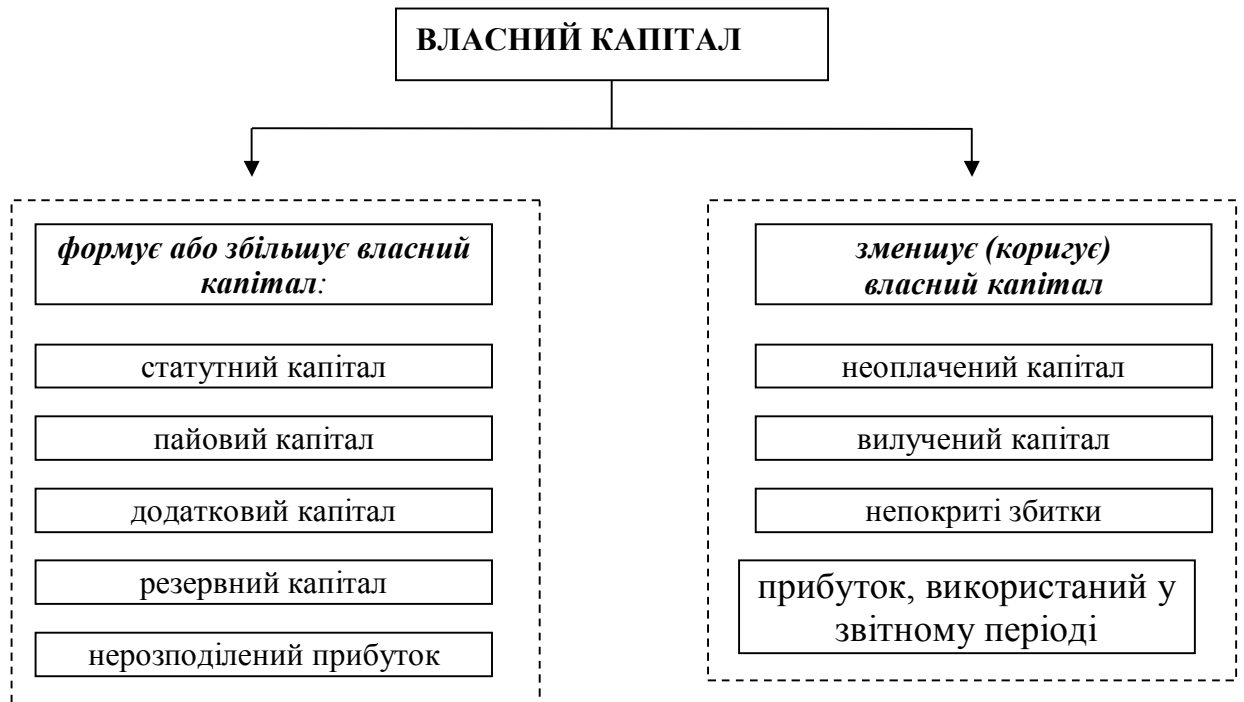 ВЛАСНИЙ КАПІТАЛ
формує або збільшує власний
капітал:
статутний капітал
пайовий капітал
додатковий капітал
резервний капітал
нерозподілений прибуток
зменшує (коригує)
власний капітал
неоплачений капітал
вилучений капітал
непокриті збитки
прибуток, використаний у
звітному періоді